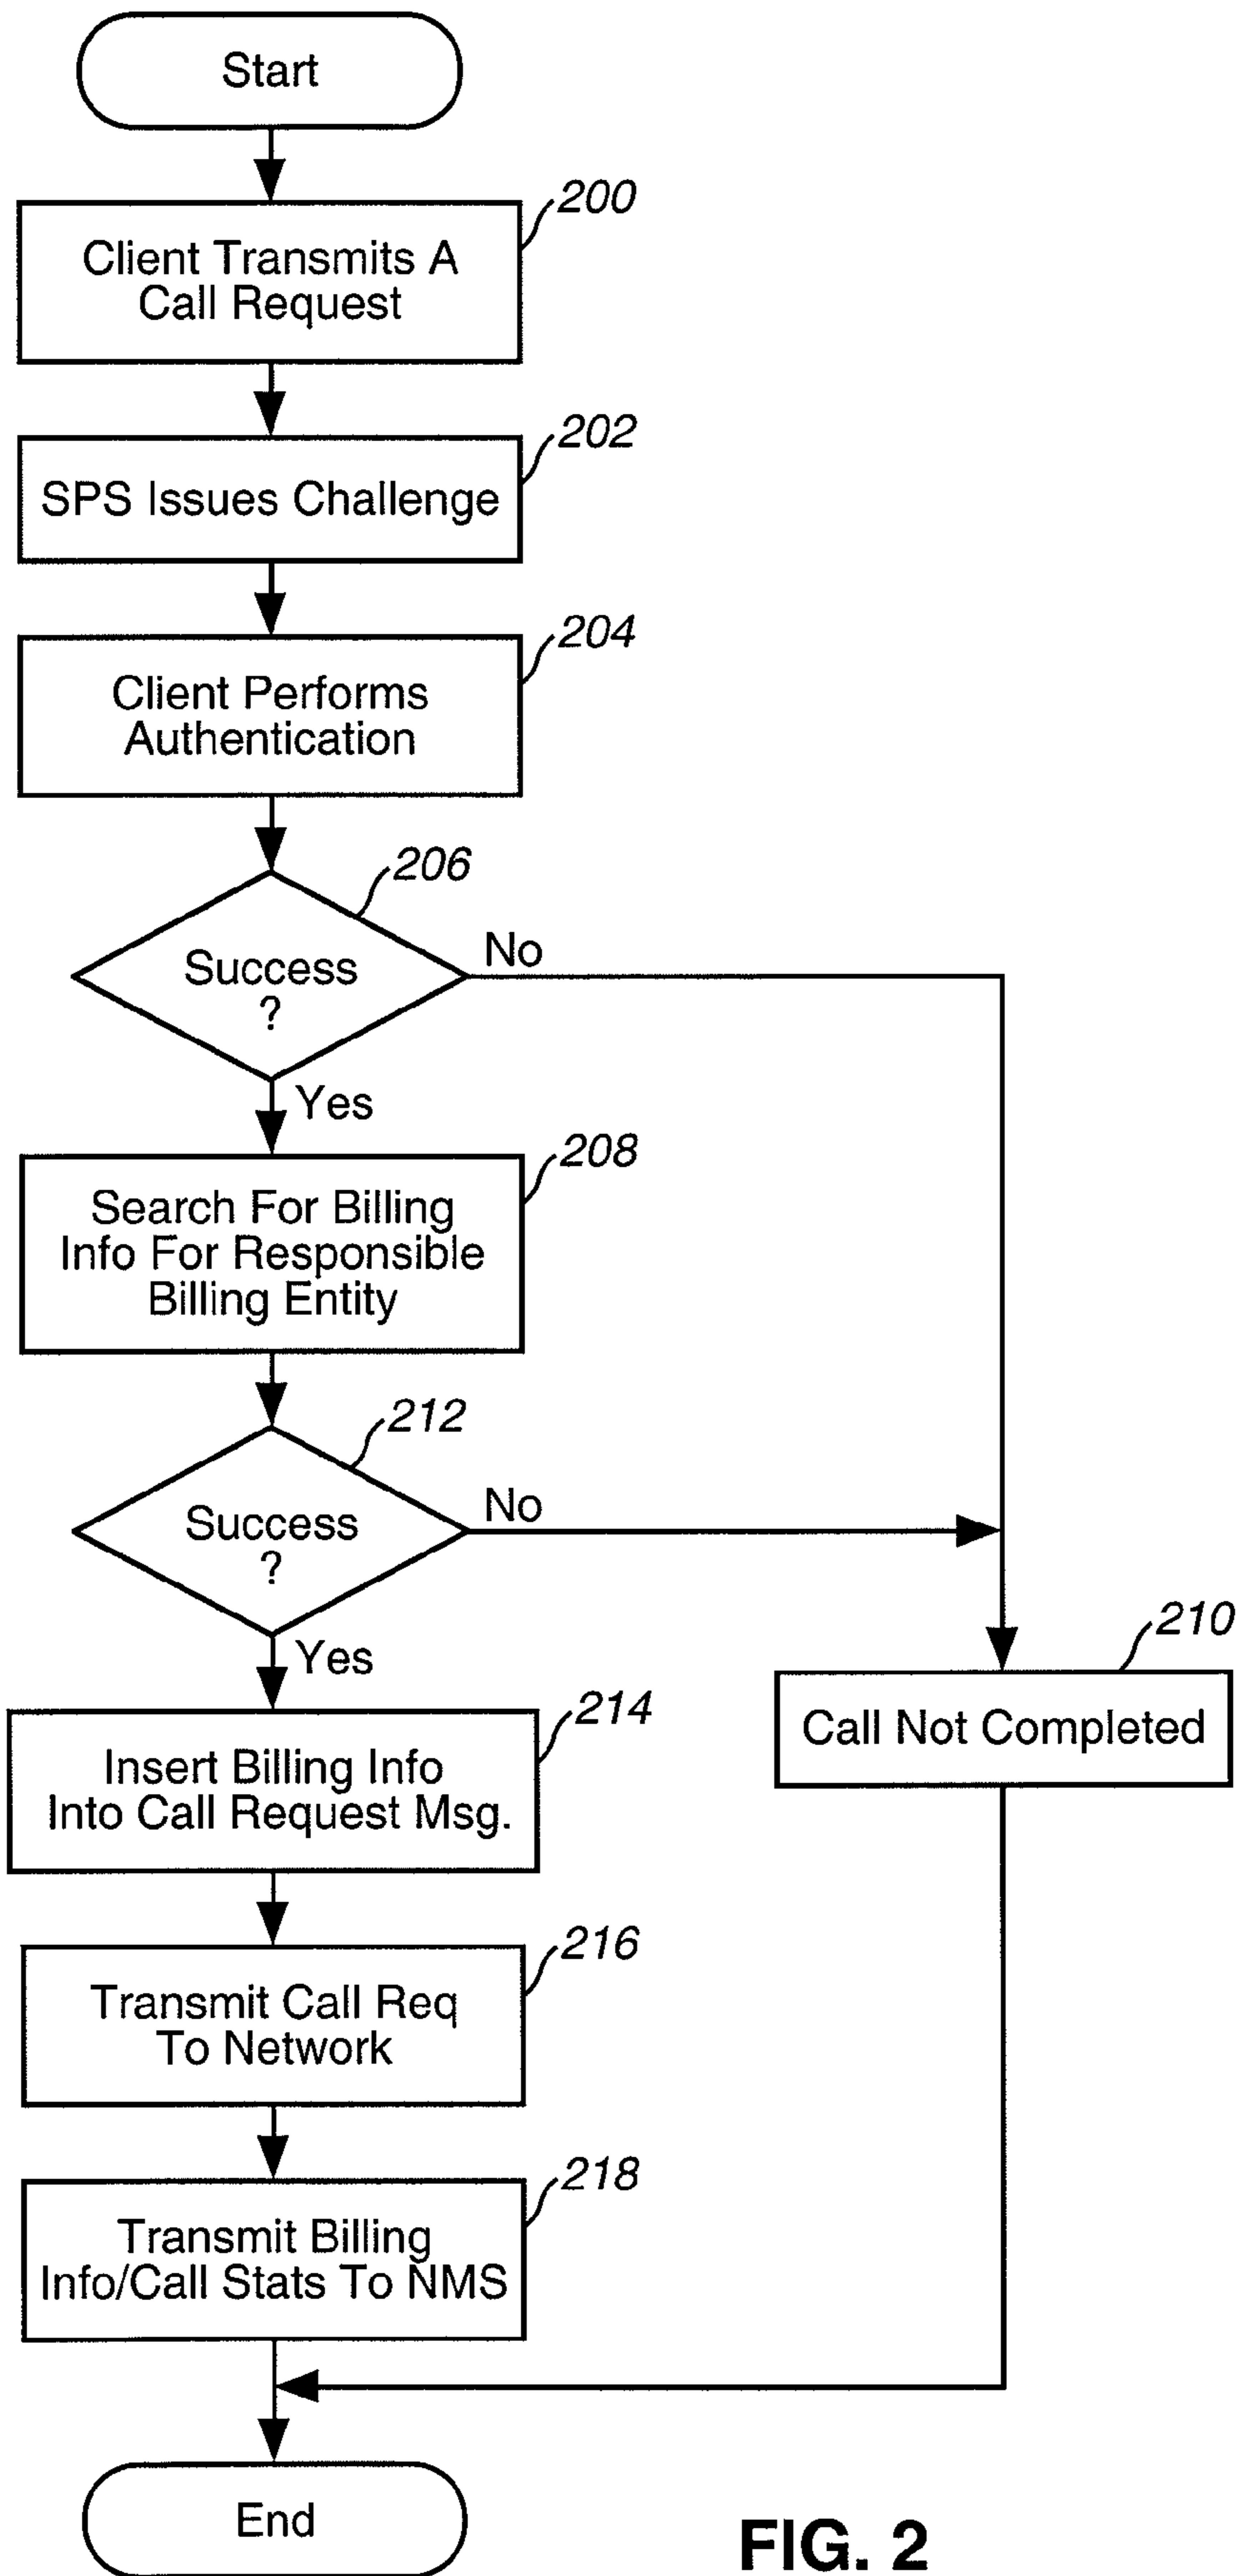 Start
200
Client Transmits A
Call Request
202
SPS Issues Challenge
204
Client Performs
Authentication
206
Success
?
No
Yes
208
Search For Billing
Info For Responsible
Billing Entity
212
Success
?
No
Yes
210
Call Not Completed
214
Insert Billing Info
Into Call Request Msg.
216
Transmit Call Req
To Network
218
Transmit Billing
Info/Call Stats To NMS
End
FIG. 2